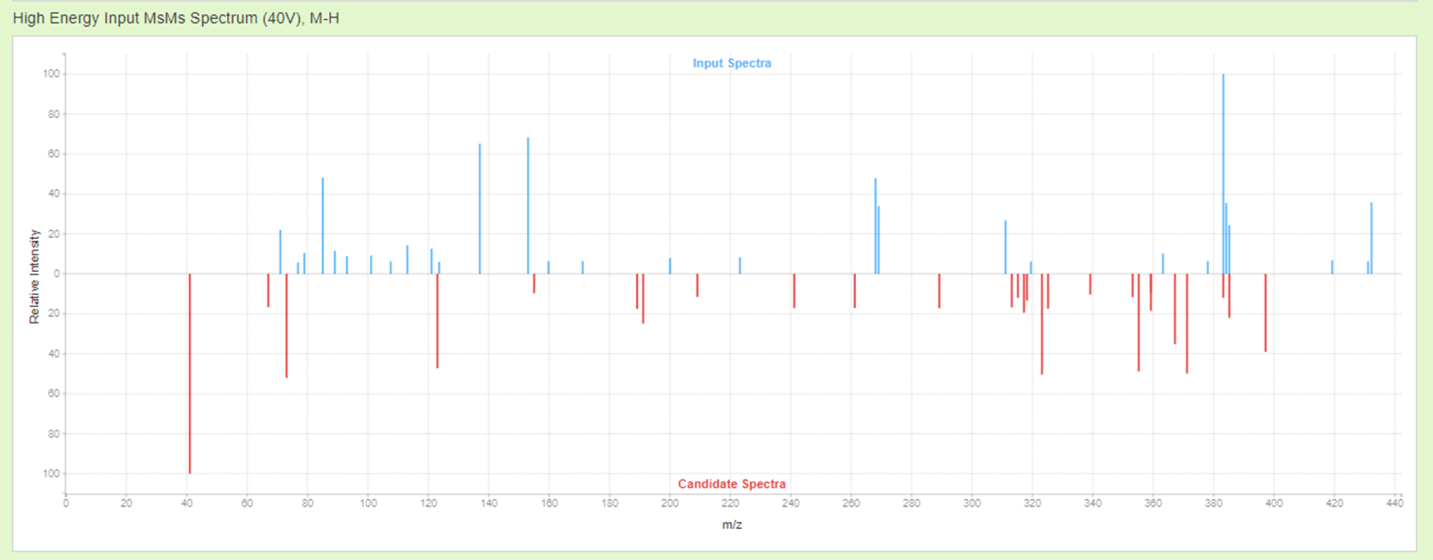 High Energy Input MsMs Spectrum (40V), M-H
Input Spectra
100
80
60
40
20
0
20
40
60
80
100
Relative Intensity
Candidate Spectra
0 20 40 60 80 100 120 140 160 180 200 220 240 260 280 300 320 340 360 380 400 420 440
m/z